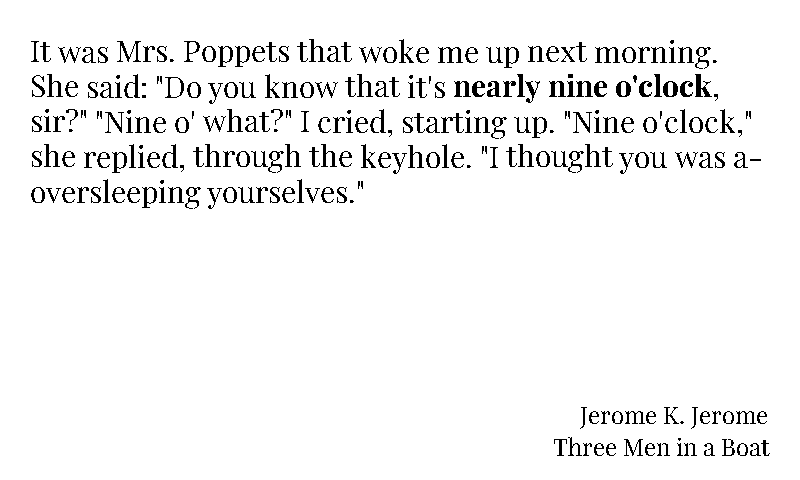 It was Mrs. Poppets that woke me up next morning.
She said: "Do you know that it's nearly nine o'clock,
sir?" "Nine o' what?" I cried, starting up. "Nine o'clock,"
she replied, through the keyhole. "I thought you was a-
oversleeping yourselves."
Jerome K. Jerome
Three Men in a Boat